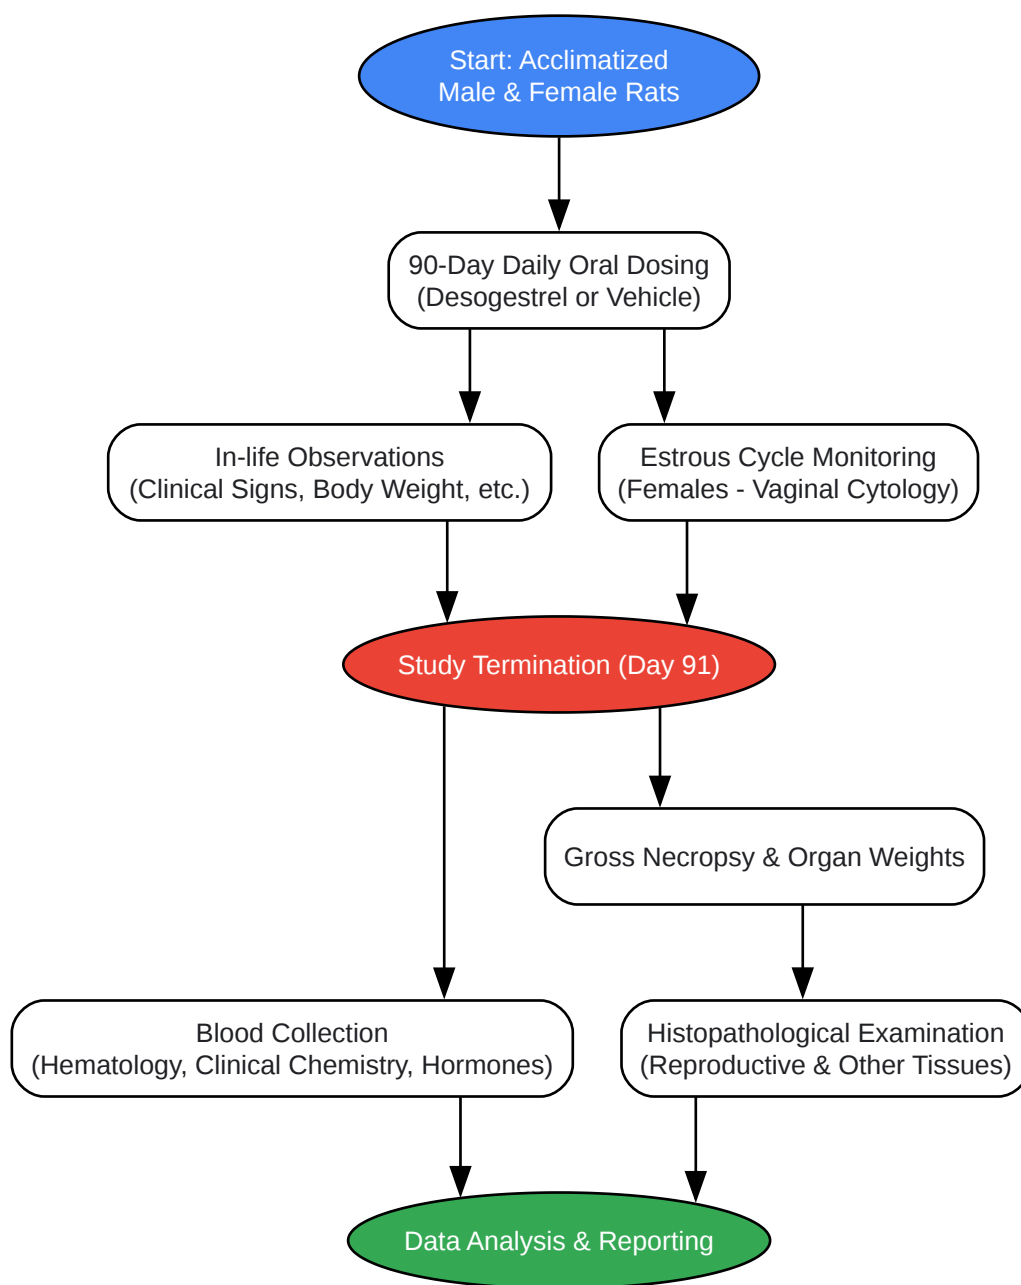 Start: Acclimatized
Male & Female Rats
90-Day Daily Oral Dosing
(Desogestrel or Vehicle)
In-life Observations
(Clinical Signs, Body Weight, etc.)
Estrous Cycle Monitoring
(Females - Vaginal Cytology)
Study Termination (Day 91)
Gross Necropsy & Organ Weights
Blood Collection
(Hematology, Clinical Chemistry, Hormones)
Histopathological Examination
(Reproductive & Other Tissues)
Data Analysis & Reporting